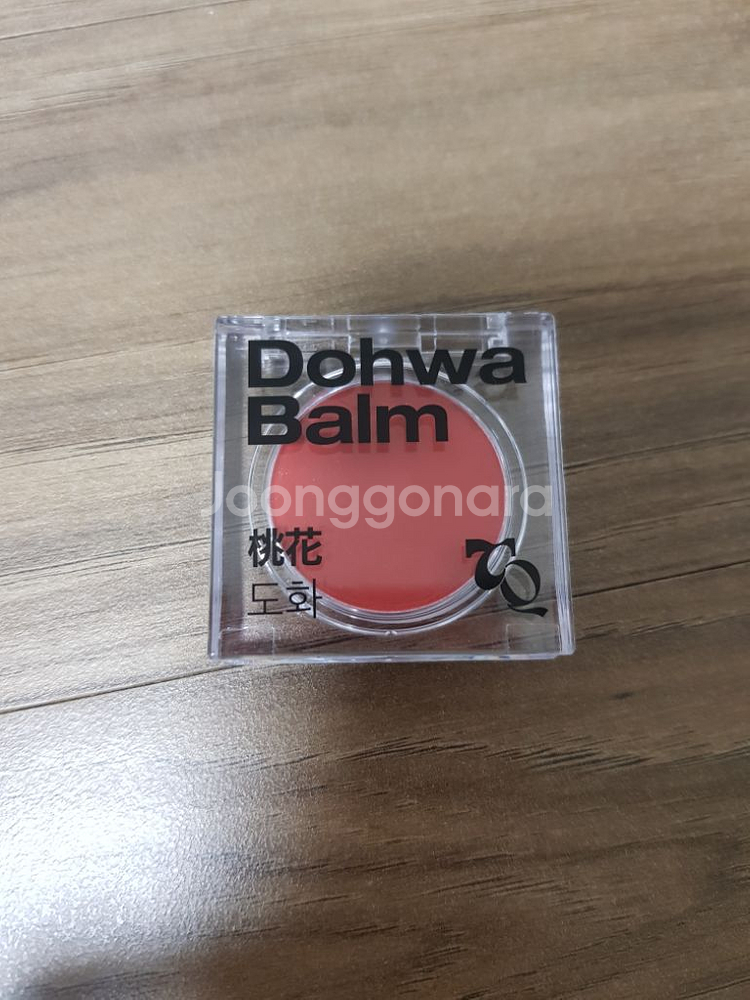 Dohwa
Balm
Joonggonara
桃花
도화